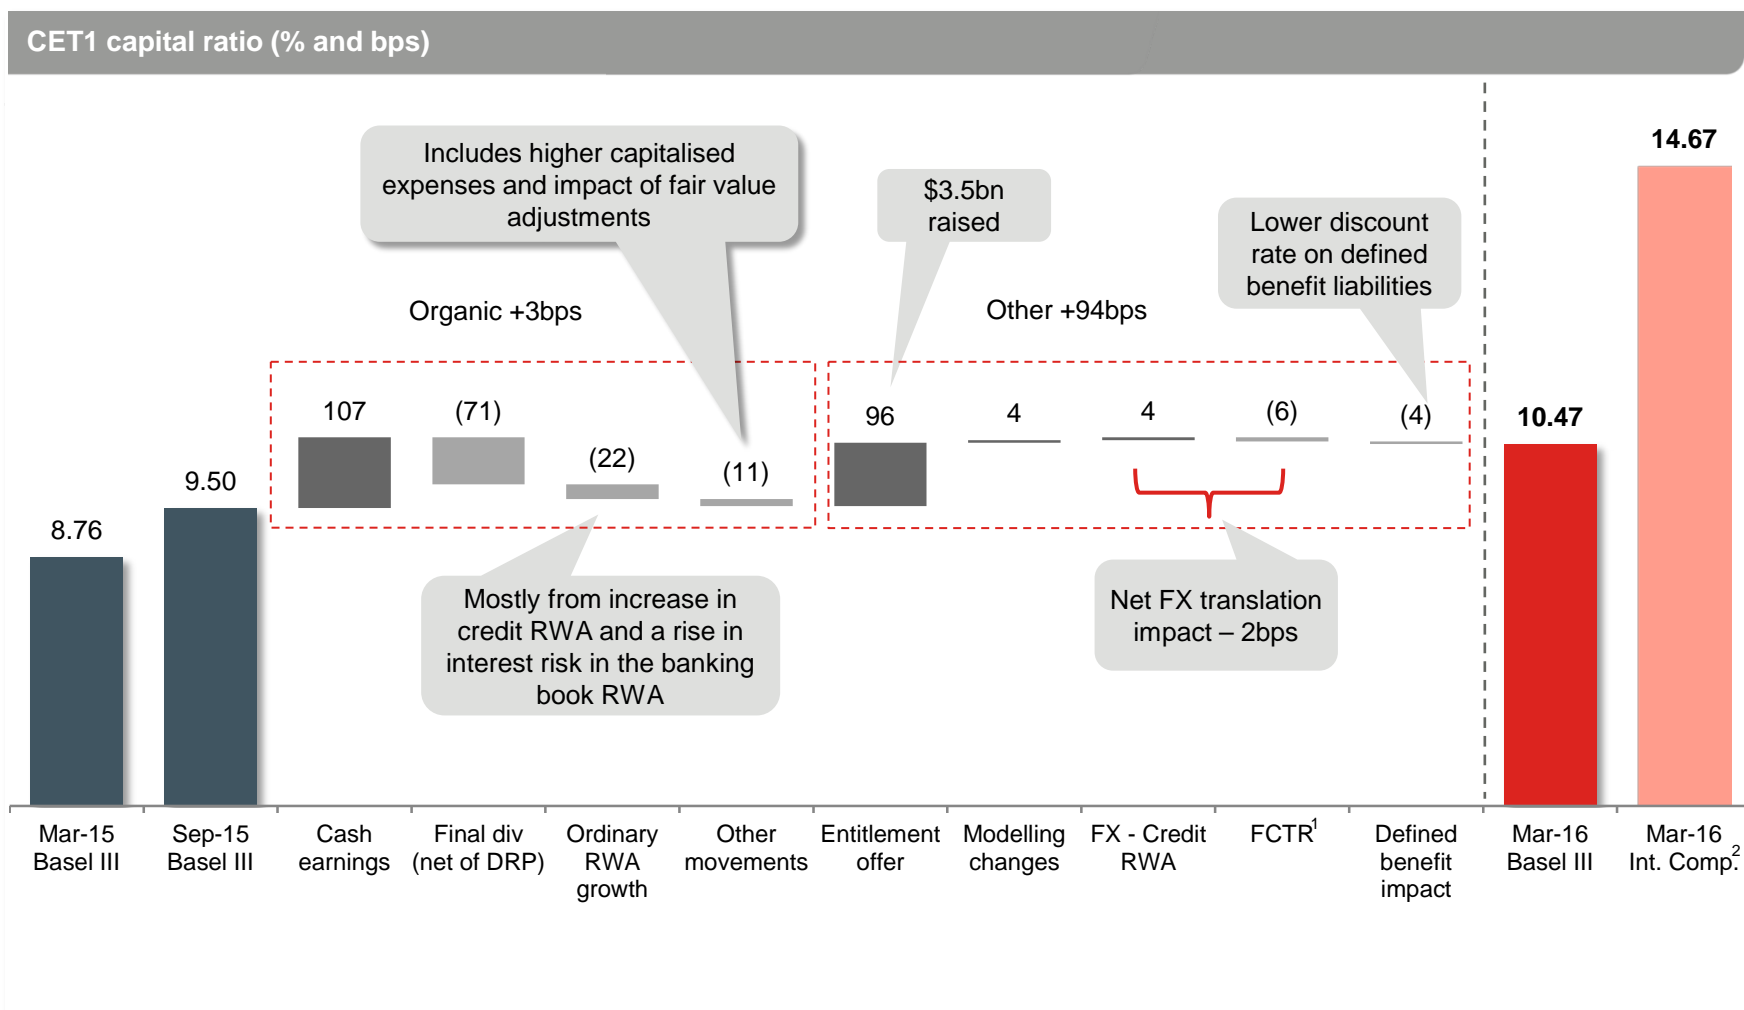 CET1 capital ratio (% and bps)
14.67
Includes higher capitalised
expenses and impact of fair value
adjustments
$3.5bn
raised
Lower discount
rate on defined
benefit liabilities
Organic +3bps
Other +94bps
107
(71)
(22)
(11)
96
4
4
(6)
(4)
10.47
9.50
8.76
Mostly from increase in
credit RWA and a rise in
interest risk in the banking
book RWA
Net FX translation
impact – 2bps
Mar-15
Basel III
Sep-15
Basel III
Cash
earnings
Final div
(net of DRP)
Ordinary
RWA
growth
Other
movements
Entitlement
offer
Modelling
changes
FX - Credit
RWA
FCTR1
Defined
benefit
impact
Mar-16
Basel III
Mar-16
Int. Comp.2